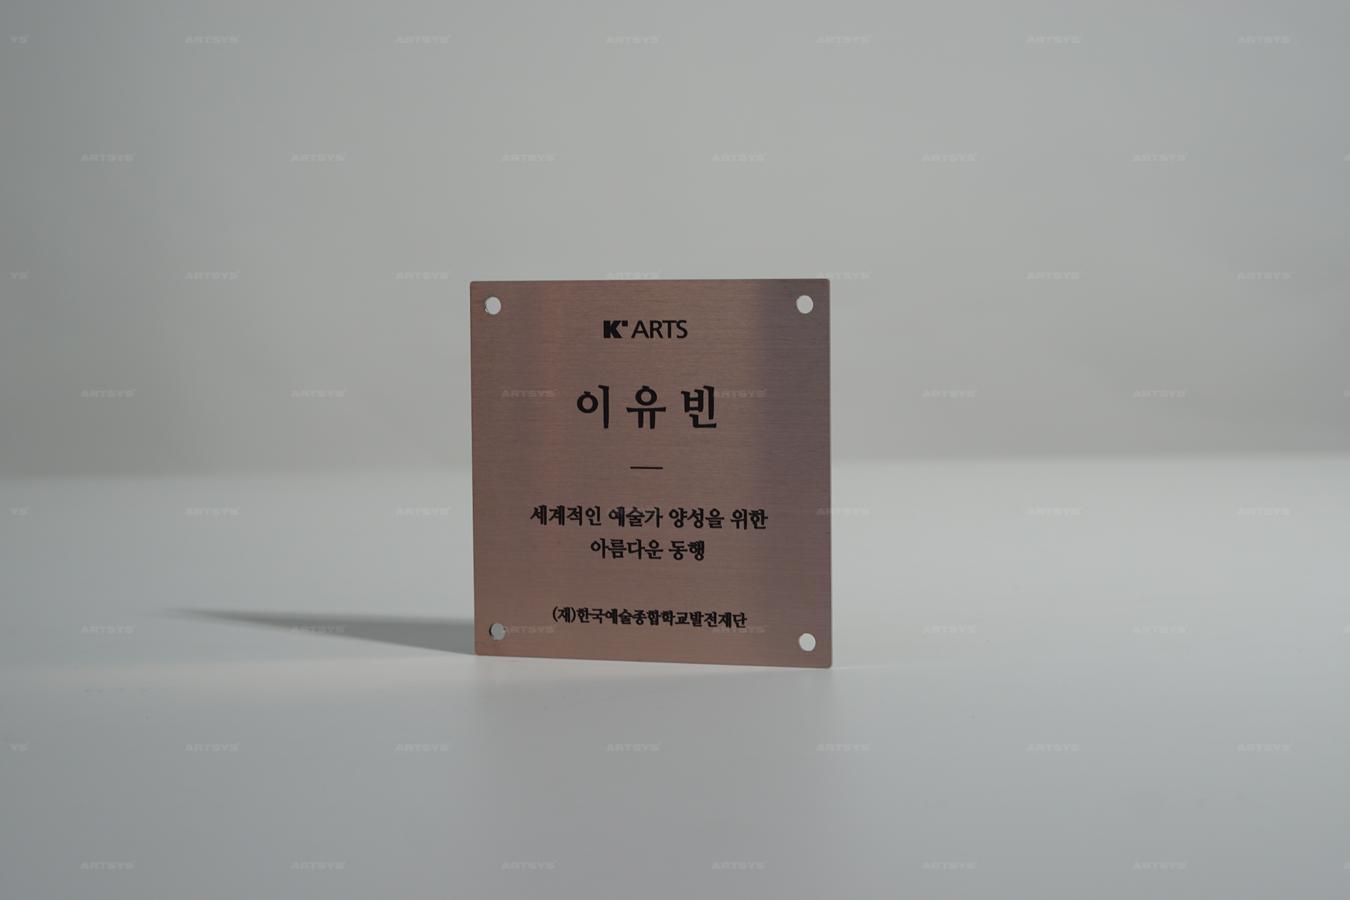 K'ARTS
이유빈
세계적인 예술가 양성을 위한
아름다운 동행
(재)한국예술종합학교발전재단
ARTSYS